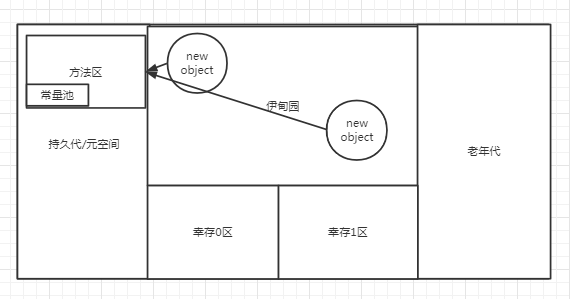 方法区
常量池
持久代/元空间
new
object
伊甸园
new
object
幸存0区
幸存1区
老年代